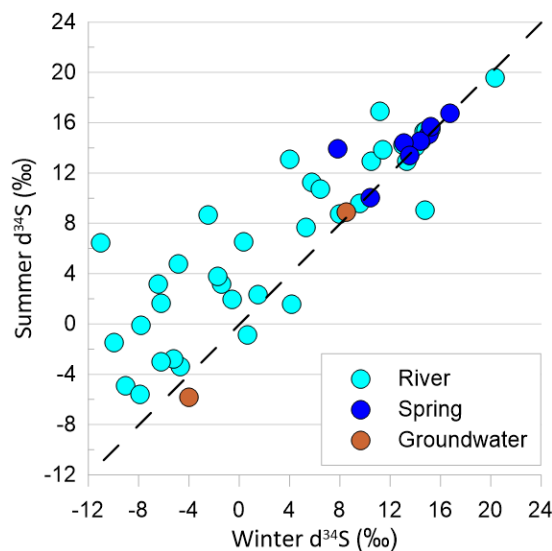 24
20
16
12
8
4
0
-4
-8
-12
Summer d³⁴S (‰)
River
Spring
Groundwater
-12 -8 -4 0 4 8 12 16 20 24
Winter d³⁴S (‰)